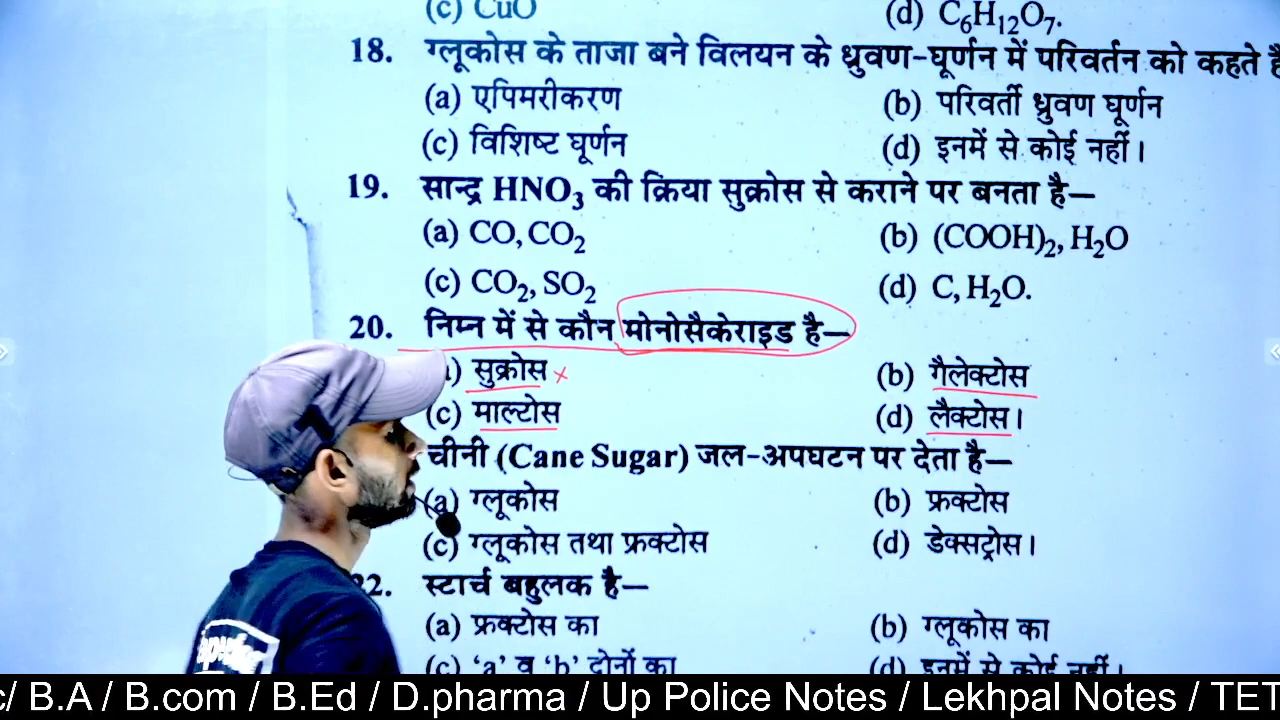 (c) CuO (d) C₆H₁₂O₇.
18. ग्लूकोस के ताजा बने विलयन के ध्रुवण-घूर्णन में परिवर्तन को कहते
(a) एपिमरीकरण (b) परिवर्ती ध्रुवण घूर्णन
(c) विशिष्ट घूर्णन (d) इनमें से कोई नहीं।
19. सान्द्र HNO₃ की क्रिया सुक्रोस से कराने पर बनता है—
(a) CO, CO₂ (b) (COOH)₂, H₂O
(c) CO₂, SO₂ (d) C, H₂O.
20. निम्न में से कौन मोनोसैकेराइड है—
) सुक्रोस × (b) गैलेक्टोस
(c) माल्टोस (d) लैक्टोस।
चीनी (Cane Sugar) जल-अपघटन पर देता है—
(a) ग्लूकोस (b) फ्रक्टोस
(c) ग्लूकोस तथा फ्रक्टोस (d) डेक्सट्रोस।
22. स्टार्च बहुलक है—
(a) फ्रक्टोस का (b) ग्लूकोस का
(c) 'a' व 'b' दोनों का (d) इनमें से कोई नहीं।
c/ B.A / B.com / B.Ed / D.pharma / Up Police Notes / Lekhpal Notes / TET